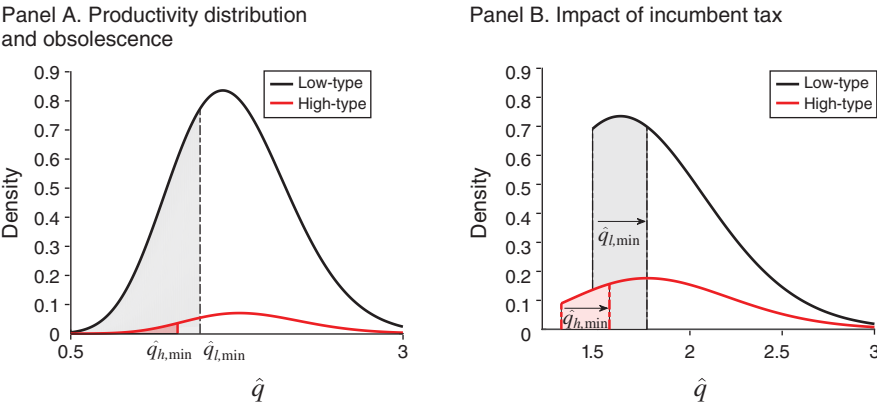 Panel A. Productivity distribution
and obsolescence
Density
0.9
0.8
0.7
0.6
0.5
0.4
0.3
0.2
0.1
0
Low-type
High-type
0.5
q̂h,min
q̂l,min
3
q̂
Panel B. Impact of incumbent tax
Density
0.9
0.8
0.7
0.6
0.5
0.4
0.3
0.2
0.1
0
Low-type
High-type
q̂l,min
q̂h,min
1.5
2
2.5
3
q̂